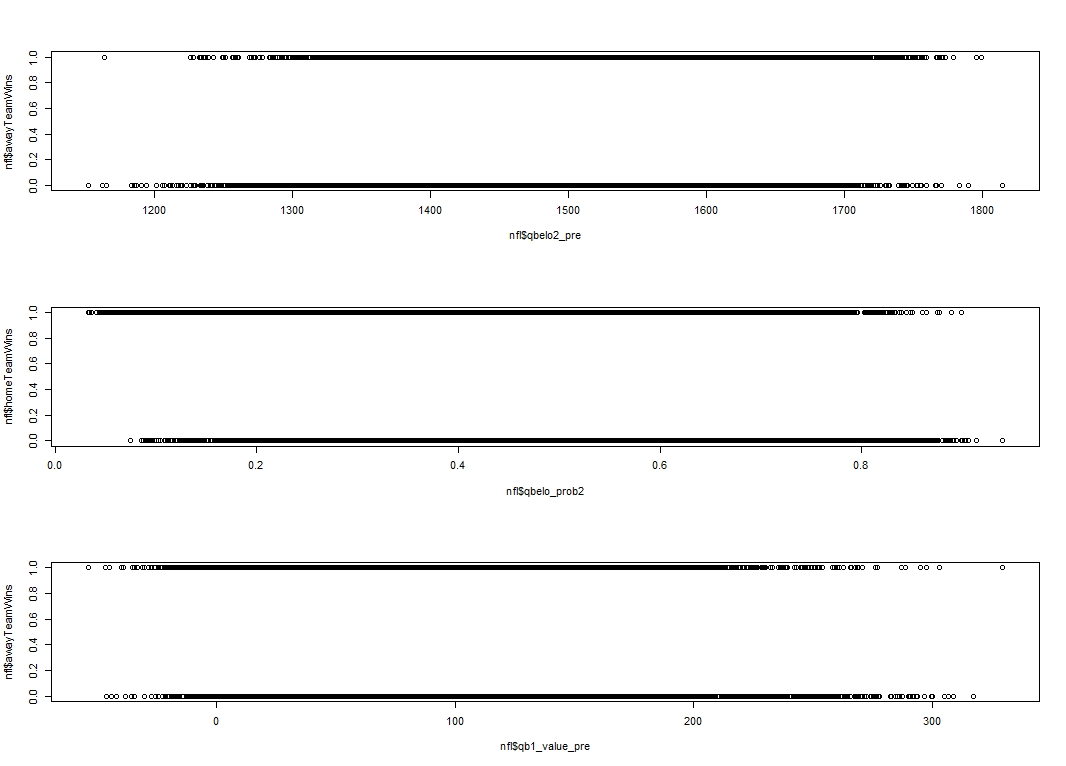 nfl$awayTeamWins
0.0 0.2 0.4 0.6 0.8 1.0
1200 1300 1400 1500 1600 1700 1800
nfl$qbelo2_pre
nfl$homeTeamWins
0.0 0.2 0.4 0.6 0.8 1.0
0.0 0.2 0.4 0.6 0.8
nfl$qbelo_prob2
nfl$awayTeamWins
0.0 0.2 0.4 0.6 0.8 1.0
0 100 200 300
nfl$qb1_value_pre